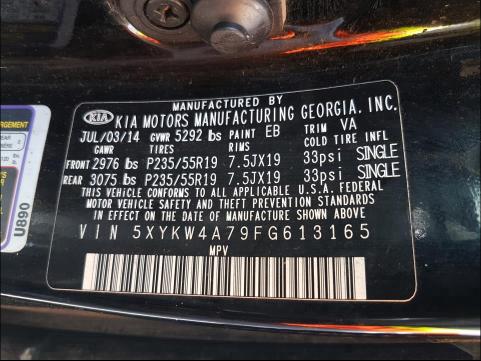 MANUFACTURED BY
KIA KIA MOTORS MANUFACTURING GEORGIA, INC.
JUL/03/14 GVWR 5292 lbs PAINT EB TRIM VA
GAWR TIRES RIMS COLD TIRE INFL
FRONT 2976 lbs P235/55R19 7.5JX19 33psi SINGLE
REAR 3075 lbs P235/55R19 7.5JX19 33psi SINGLE
THIS VEHICLE CONFORMS TO ALL APPLICABLE U.S.A. FEDERAL
MOTOR VEHICLE SAFETY AND THEFT PREVENTION STANDARDS
IN EFFECT ON THE DATE OF MANUFACTURE SHOWN ABOVE.
VIN 5XYKW4A79FG613165
MPV
U890